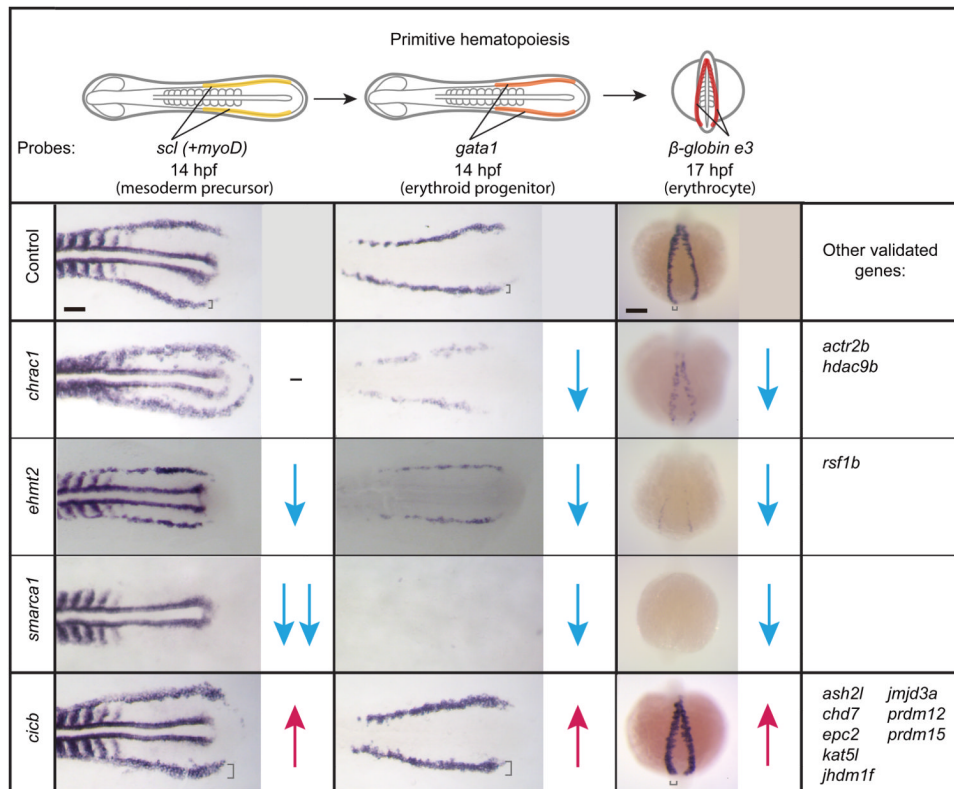 Primitive hematopoiesis
Probes:
scl (+myoD)
14 hpf
(mesoderm precursor)
gata1
14 hpf
(erythroid progenitor)
β-globin e3
17 hpf
(erythrocyte)
Control
Other validated
genes:
chrac1
–
actr2b
hdac9b
ehmt2
rsf1b
smarca1
cicb
ash2l jmjd3a
chd7 prdm12
epc2 prdm15
kat5l
jhdm1f